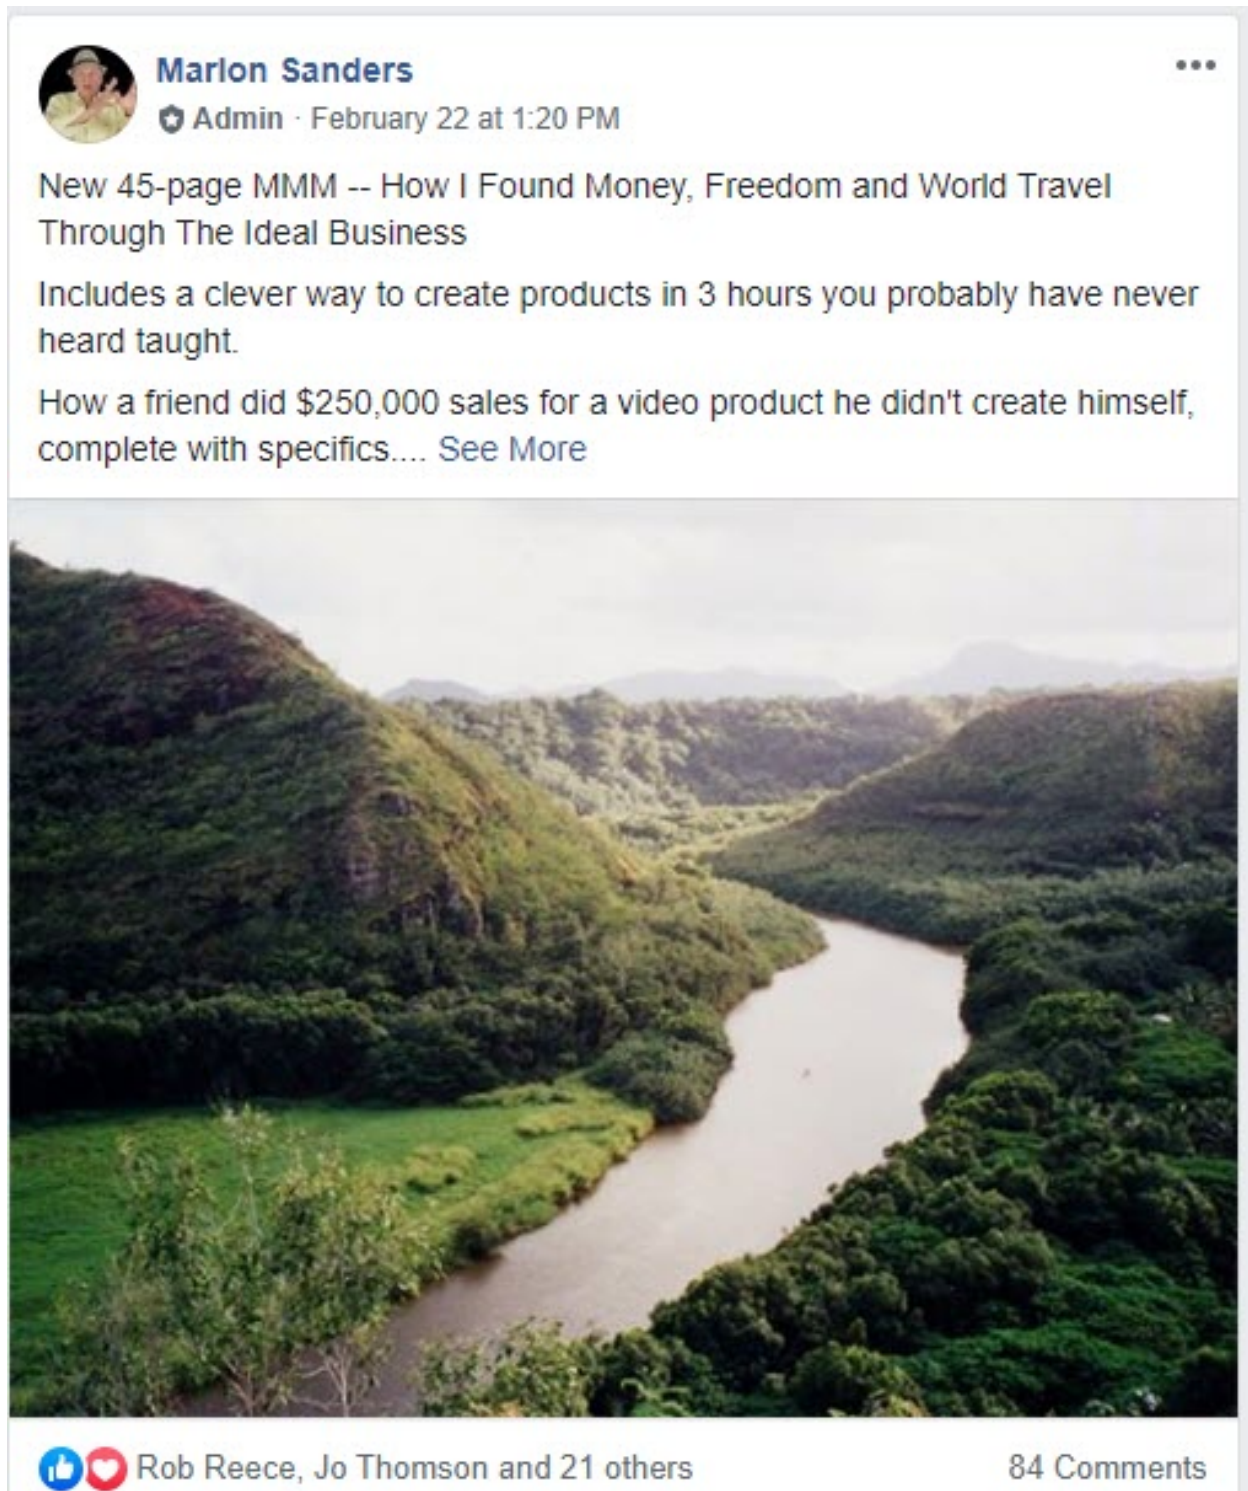 Marlon Sanders
Admin · February 22 at 1:20 PM
New 45-page MMM -- How I Found Money, Freedom and World Travel
Through The Ideal Business
Includes a clever way to create products in 3 hours you probably have never
heard taught.
How a friend did $250,000 sales for a video product he didn't create himself,
complete with specifics.... See More
Rob Reece, Jo Thomson and 21 others
84 Comments